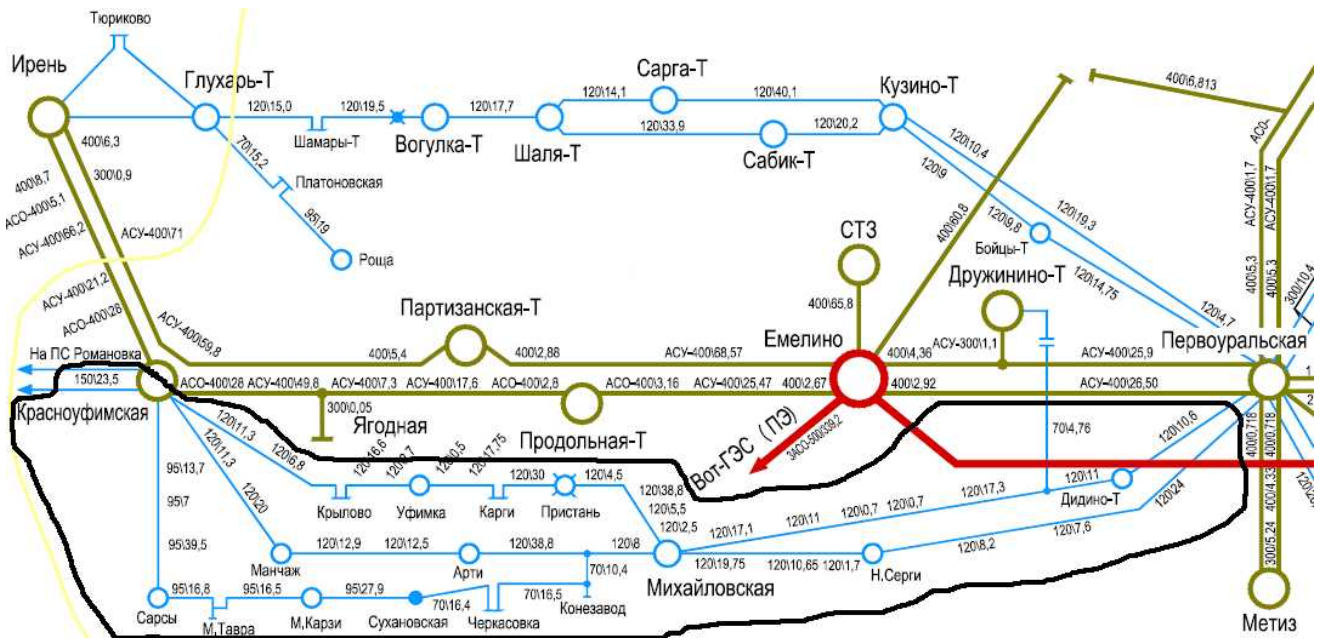 Тюриково
Ирень
Глухарь-Т
120\15,0
120\19,5
120\17,7
Шамары-Т
Вогулка-Т
Шаля-Т
120\14,1
Сарга-Т
120\40,1
120\33,9
120\20,2
Сабик-Т
Кузино-Т
400\6,813
АСО-
400\6,3
300\0,9
70\15,2
Платоновская
95\19
Роща
400\8,7
АСО-400\5,1
АСУ-400\66,2
АСУ-400\71
АСУ-400\21,2
АСО-400\28
АСУ-400\59,8
120\10,4
120\9
120\19,3
120\9,8
Бойцы-Т
120\14,75
120\4,7
400\60,8
СТЗ
400\65,8
Дружинино-Т
АСУ-400\1,7
АСУ-400\1,7
400\5,3
400\5,3
300\10,4
Партизанская-Т
400\5,4
400\2,86
АСУ-400\68,57
Емелино
400\4,36
АСУ-300\1,1
АСУ-400\25,9
Первоуральская
На ПС Романовка
150\23,5
Красноуфимская
АСО-400\28
АСУ-400\49,8
АСУ-400\7,3
АСУ-400\17,6
АСО-400\2,8
АСО-400\3,16
АСУ-400\25,47
400\2,67
400\2,92
АСУ-400\26,50
1
2
300\0,05
Ягодная
Продольная-Т
Вот-ГЭС (ПЭ)
3АСО-500\339,2
70\4,76
120\10,6
400\0,718
400\0,718
120\11,3
120\6,8
120\11,3
120\20
120\16,6
120\0,5
120\17,75
120\30
120\4,5
Крылово
Уфимка
Карги
Пристань
120\38,8
120\5,5
120\2,5
120\17,1
120\11
120\0,7
120\0,7
120\17,3
120\11
Дидино-Т
120\24
400\4,33
95\13,7
95\7
95\39,5
Манчаж
120\12,9
120\12,5
Арти
120\38,8
120\8
Михайловская
120\19,75
120\10,65
120\1,7
Н.Серги
120\8,2
120\7,6
300\5,24
Метиз
Сарсы
95\16,8
95\16,5
М,Тавра
М,Карзи
95\27,9
Сухановская
70\16,4
70\16,5
Черкасовка
70\10,4
Конезавод